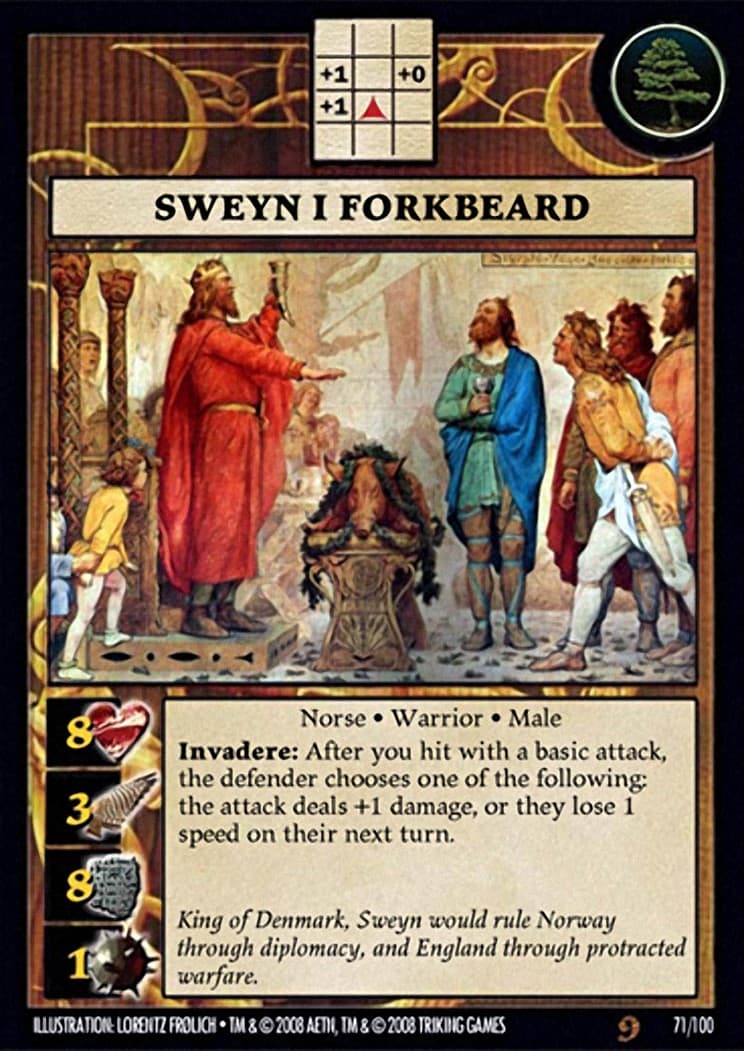 +1 +0
+1
SWEYN I FORKBEARD
8
3
8
1
Norse • Warrior • Male
Invadere: After you hit with a basic attack,
the defender chooses one of the following:
the attack deals +1 damage, or they lose 1
speed on their next turn.
King of Denmark, Sweyn would rule Norway
through diplomacy, and England through protracted
warfare.
ILLUSTRATION: LORENTZ FRØLICH • TM & © 2008 AETN, TM & © 2008 TRIKING GAMES
9
71/100